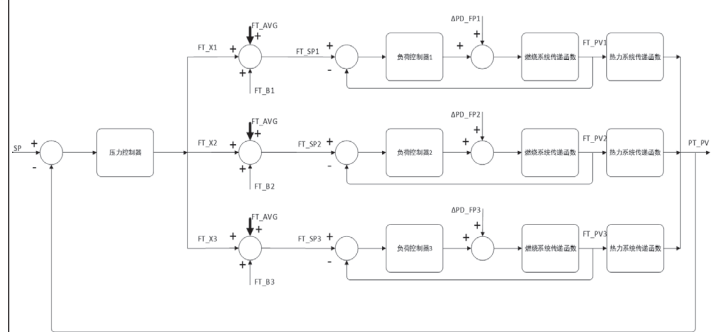 FT_AVG
ΔPD_FP1
FT_X1
FT_SP1
FT_PV1
+
+
+
+
-
+
+
负荷控制器1
燃烧系统传递函数
热力系统传递函数
FT_B1
FT_AVG
ΔPD_FP2
SP
+
-
压力控制器
FT_X2
FT_SP2
FT_PV2
PT_PV
+
+
+
+
-
+
+
负荷控制器2
燃烧系统传递函数
热力系统传递函数
FT_B2
FT_AVG
ΔPD_FP3
FT_X3
FT_SP3
FT_PV3
+
+
+
+
-
+
+
负荷控制器3
燃烧系统传递函数
热力系统传递函数
FT_B3